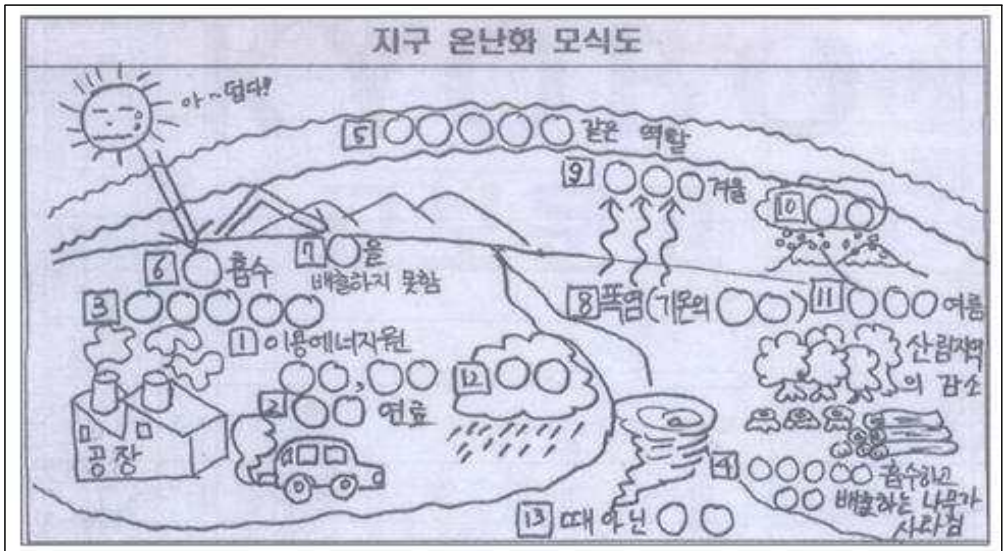 지구 온난화 모식도
아~덥다!!
5 ○○○○○ 같은 역할
9 ○○○겨울
10 ○○
6 ○흡수
7 ○을
배출하지 못함
3 ○○○○○
8 폭염(기온의 ○○)
11 ○○○여름
1 이용에너지원
○○, ○○
산림지역
의 감소
12 ○○
2 ○○ 연료
공장
4 ○○○○○ 흡수하고
○○ 배출하는 나무가
사라짐
13 때 아닌 ○○